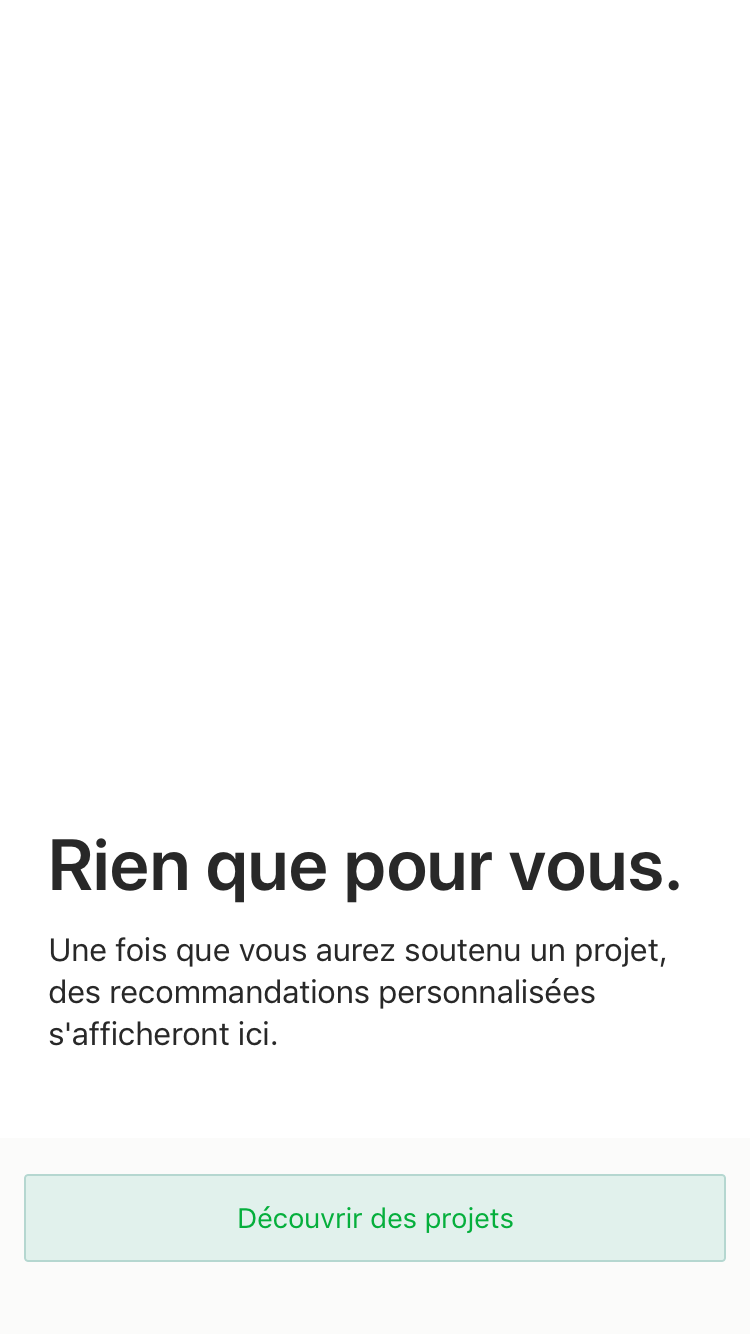 Rien que pour vous.
Une fois que vous aurez soutenu un projet,
des recommandations personnalisées
s'afficheront ici.
Découvrir des projets